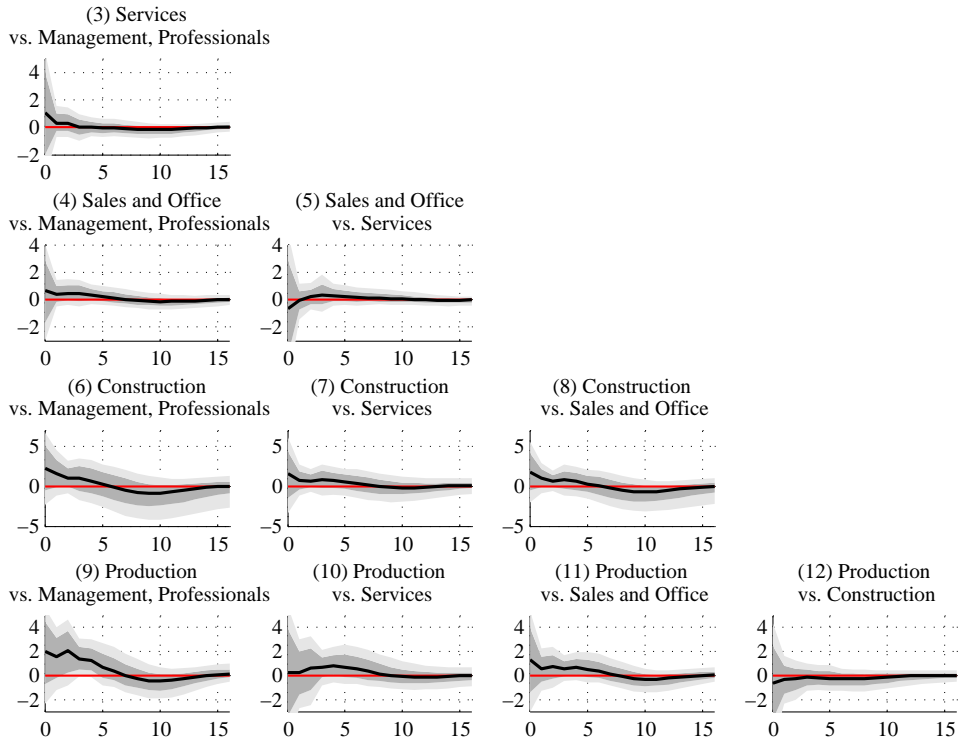 (3) Services
vs. Management, Professionals
4
2
0
−2
0 5 10 15
(4) Sales and Office
vs. Management, Professionals
4
2
0
−2
0 5 10 15
(5) Sales and Office
vs. Services
4
2
0
−2
0 5 10 15
(6) Construction
vs. Management, Professionals
5
0
−5
0 5 10 15
(7) Construction
vs. Services
5
0
−5
0 5 10 15
(8) Construction
vs. Sales and Office
5
0
−5
0 5 10 15
(9) Production
vs. Management, Professionals
4
2
0
−2
0 5 10 15
(10) Production
vs. Services
4
2
0
−2
0 5 10 15
(11) Production
vs. Sales and Office
4
2
0
−2
0 5 10 15
(12) Production
vs. Construction
4
2
0
−2
0 5 10 15